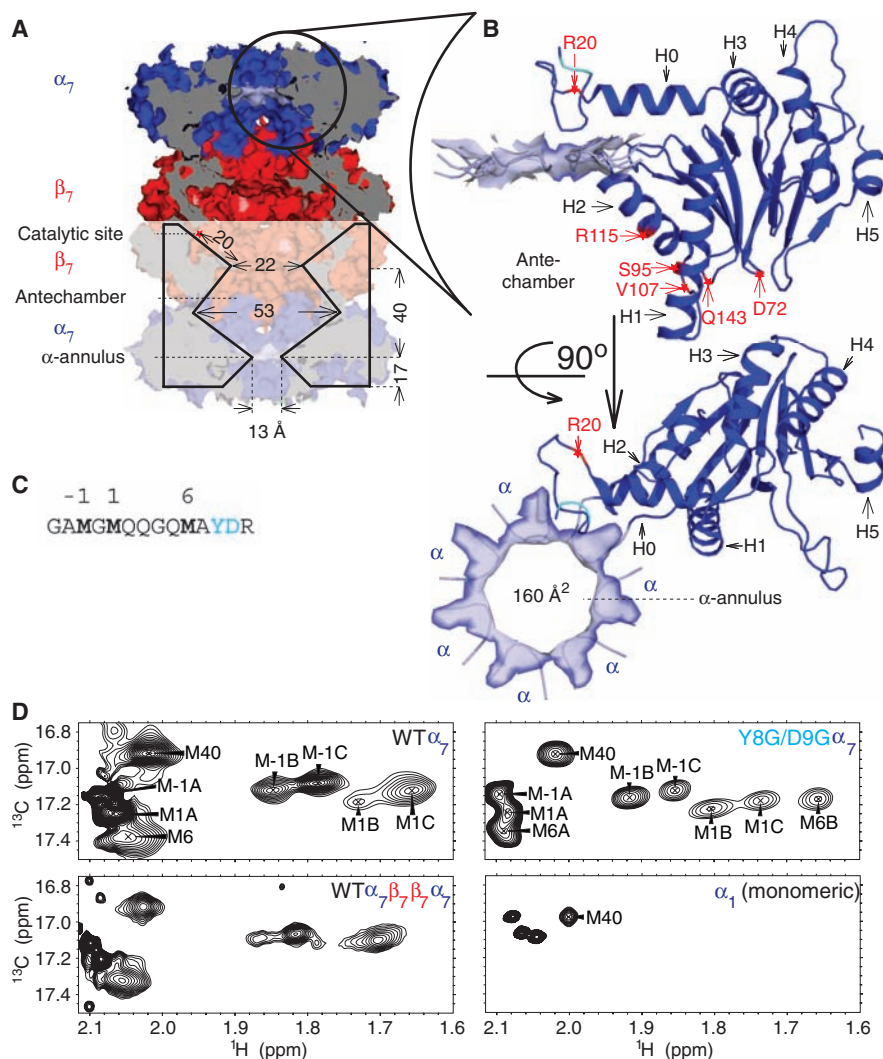 A
α7
β7
Catalytic site
20
β7
22
Antechamber
53
40
α7
α-annulus
17
13 Å
B
R20
H0
H3
H4
H2
R115
H5
S95
Ante-
chamber
V107
Q143
D72
H1
90o
H3
H4
R20
H2
H5
H0
H1
α
α
160 Å2
α
α-annulus
α
α
α
α
C
-1 1 6
GAMGMQQGQMAYDR
D
16.8
17.0
17.2
17.4
13C (ppm)
M40
WTα7
M-1B
M-1C
M-1A
M1A
M6
M1B
M1C
Y8G/D9Gα7
M40
M-1B
M-1C
M-1A
M1A
M6A
M1B
M1C
M6B
16.8
17.0
17.2
17.4
13C (ppm)
WTα7β7β7α7
α1 (monomeric)
M40
2.1 2.0 1.9 1.8 1.7 1.6
1H (ppm)
2.1 2.0 1.9 1.8 1.7 1.6
1H (ppm)